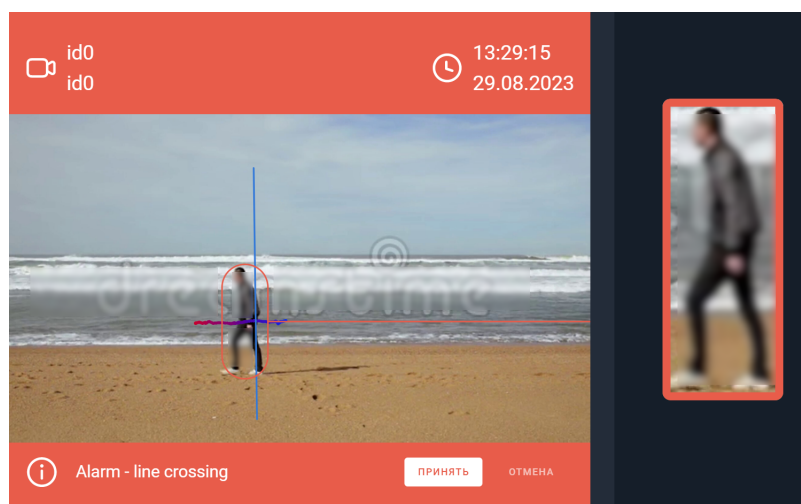 id0
id0
13:29:15
29.08.2023
dreamstime
Alarm - line crossing
ПРИНЯТЬ
ОТМЕНА